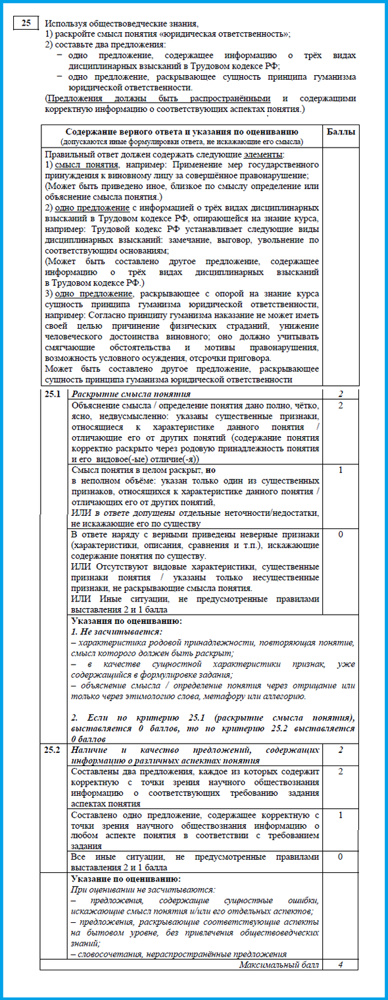 25
Используя обществоведческие знания,
1) раскройте смысл понятия «юридическая ответственность»;
2) составьте два предложения:
− одно предложение, содержащее информацию о трёх видах
дисциплинарных взысканий в Трудовом кодексе РФ;
− одно предложение, раскрывающее сущность принципа гуманизма
юридической ответственности.
(Предложения должны быть распространёнными и содержащими
корректную информацию о соответствующих аспектах понятия.)
Содержание верного ответа и указания по оцениванию
Баллы
(допускаются иные формулировки ответа, не искажающие его смысла)
Правильный ответ должен содержать следующие элементы:
1) смысл понятия, например: Применение мер государственного
принуждения к виновному лицу за совершённое правонарушение;
(Может быть приведено иное, близкое по смыслу определение или
объяснение смысла понятия.)
2) одно предложение с информацией о трёх видах дисциплинарных
взысканий в Трудовом кодексе РФ, опирающейся на знание курса,
например: Трудовой кодекс РФ устанавливает следующие виды
дисциплинарных взысканий: замечание, выговор, увольнение по
соответствующим основаниям;
(Может быть составлено другое предложение, содержащее
информацию о трёх видах дисциплинарных взысканий
в Трудовом кодексе РФ.)
3) одно предложение, раскрывающее с опорой на знание курса
сущность принципа гуманизма юридической ответственности,
например: Согласно принципу гуманизма наказание не может иметь
своей целью причинение физических страданий, унижение
человеческого достоинства виновного; оно должно учитывать
смягчающие обстоятельства и мотивы правонарушения,
возможность условного осуждения, отсрочки приговора.
Может быть составлено другое предложение, раскрывающее
сущность принципа гуманизма юридической ответственности
25.1 Раскрытие смысла понятия 2
Объяснение смысла / определение понятия дано полно, чётко, 2
ясно, недвусмысленно: указаны существенные признаки,
относящиеся к характеристике данного понятия /
отличающие его от других понятий (содержание понятия
корректно раскрыто через родовую принадлежность понятия
и его видовое(-ые) отличие(-я))
Смысл понятия в целом раскрыт, но 1
в неполном объёме: указан только один из существенных
признаков, относящихся к характеристике данного понятия /
отличающих его от других понятий,
ИЛИ в ответе допущены отдельные неточности/недостатки,
не искажающие его по существу
В ответе наряду с верными приведены неверные признаки 0
(характеристики, описания, сравнения и т.п.), искажающие
содержание понятия по существу.
ИЛИ Отсутствуют видовые характеристики, существенные
признаки понятия / указаны только несущественные
признаки, не раскрывающие смысла понятия.
ИЛИ Иные ситуации, не предусмотренные правилами
выставления 2 и 1 балла
Указания по оцениванию:
1. Не засчитывается:
– характеристика родовой принадлежности, повторяющая понятие,
смысл которого должен быть раскрыт;
– в качестве сущностной характеристики признак, уже
содержащийся в формулировке задания;
– объяснение смысла / определение понятия через отрицание или
только через этимологию слова, метафору или аллегорию.
2. Если по критерию 25.1 (раскрытие смысла понятия),
выставляется 0 баллов, то по критерию 25.2 выставляется
0 баллов
25.2 Наличие и качество предложений, содержащих 2
информацию о различных аспектах понятия
Составлены два предложения, каждое из которых содержит 2
корректную с точки зрения научного обществознания
информацию о соответствующих требованию задания
аспектах понятия
Составлено одно предложение, содержащее корректную с 1
точки зрения научного обществознания информацию о
любом аспекте понятия в соответствии с требованием
задания
Все иные ситуации, не предусмотренные правилами 0
выставления 2 и 1 балла
Указание по оцениванию:
При оценивании не засчитываются:
– предложения, содержащие сущностные ошибки,
искажающие смысл понятия и/или его отдельных аспектов;
– предложения, раскрывающие соответствующие аспекты
на бытовом уровне, без привлечения обществоведческих
знаний;
– словосочетания, нераспространённые предложения
Максимальный балл 4